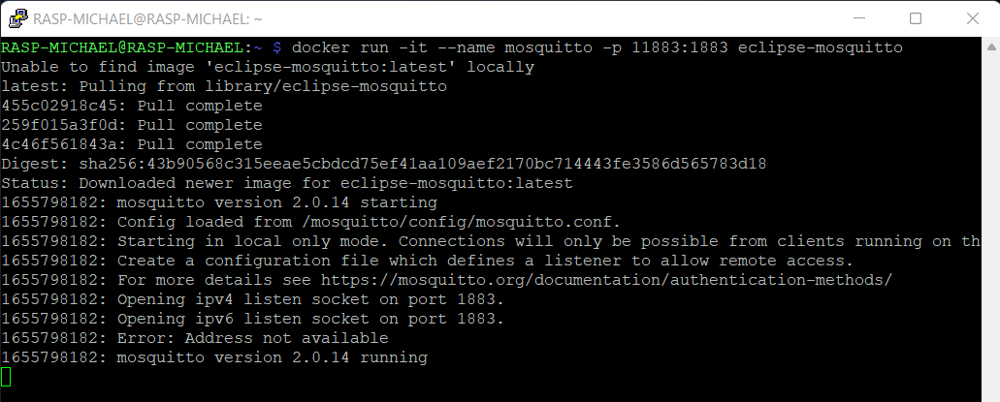 RASP-MICHAEL@RASP-MICHAEL: ~
RASP-MICHAEL@RASP-MICHAEL:~ $ docker run -it --name mosquitto -p 11883:1883 eclipse-mosquitto
Unable to find image 'eclipse-mosquitto:latest' locally
latest: Pulling from library/eclipse-mosquitto
455c02918c45: Pull complete
259f015a3f0d: Pull complete
4c46f561843a: Pull complete
Digest: sha256:43b90568c315eeae5cbdcd75ef41aa109aef2170bc714443fe3586d565783d18
Status: Downloaded newer image for eclipse-mosquitto:latest
1655798182: mosquitto version 2.0.14 starting
1655798182: Config loaded from /mosquitto/config/mosquitto.conf.
1655798182: Starting in local only mode. Connections will only be possible from clients running on th
1655798182: Create a configuration file which defines a listener to allow remote access.
1655798182: For more details see https://mosquitto.org/documentation/authentication-methods/
1655798182: Opening ipv4 listen socket on port 1883.
1655798182: Opening ipv6 listen socket on port 1883.
1655798182: Error: Address not available
1655798182: mosquitto version 2.0.14 running